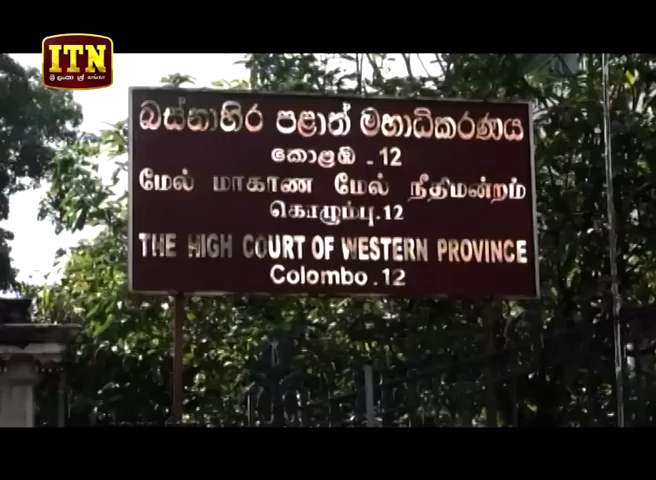 ITN
ශ්‍රී ලංකා ශ්‍රේෂ්ඨ නාලිකාව
බස්නාහිර පළාත් මහාධිකරණය
කොළඹ . 12
மேல் மாகாண மேல் நீதிமன்றம்
கொழும்பு.12
THE HIGH COURT OF WESTERN PROVINCE
Colombo . 12